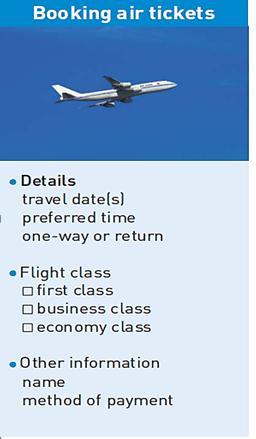 Booking air tickets
• Details
travel date(s)
preferred time
one-way or return
• Flight class
□ first class
□ business class
□ economy class
• Other information
name
method of payment